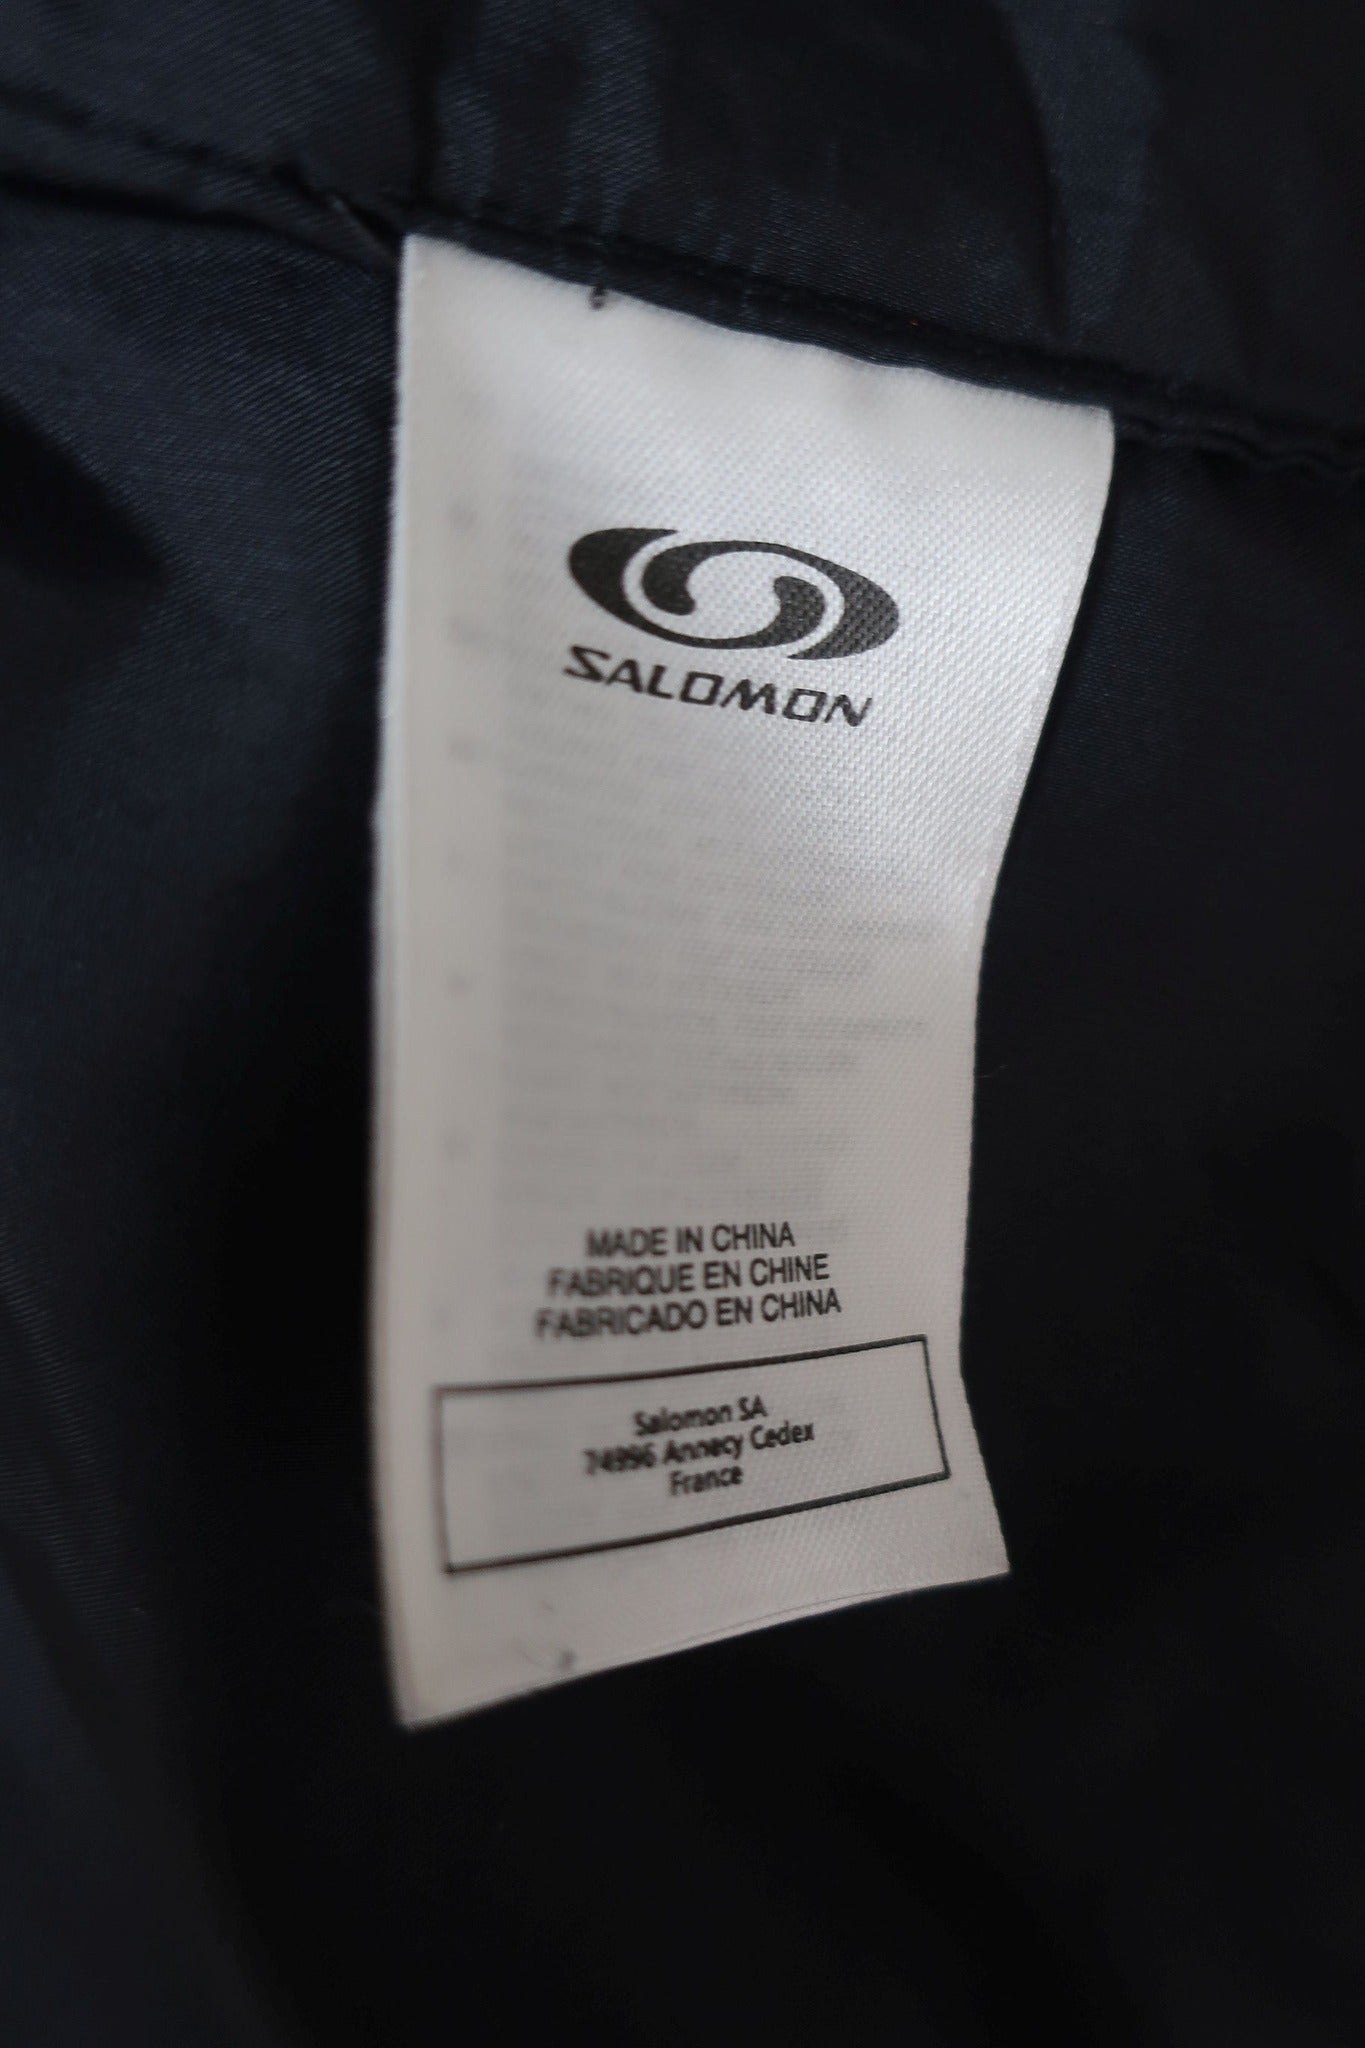 SALOMON
MADE IN CHINA
FABRIQUE EN CHINE
FABRICADO EN CHINA
Salomon SA
74996 Annecy Cedex
France